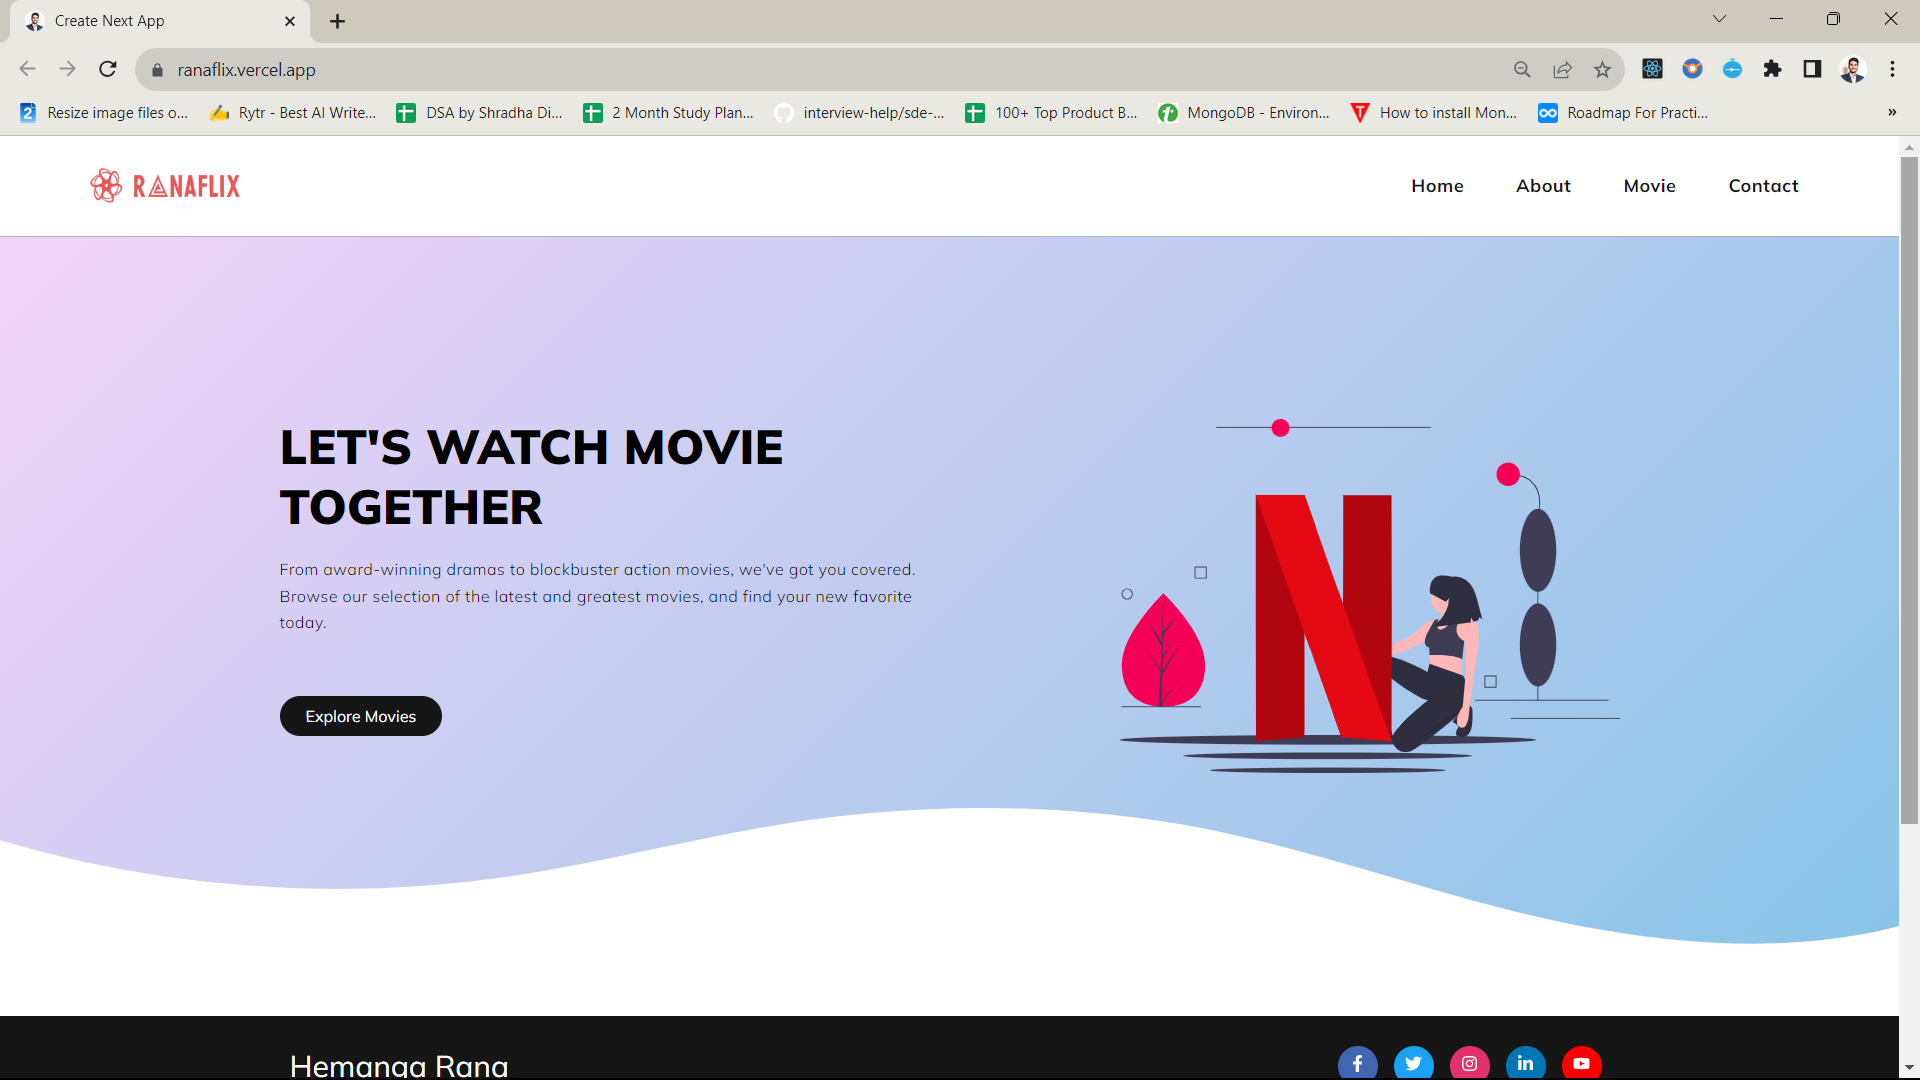 Create Next App
ranaflix.vercel.app
Resize image files o...
Rytr - Best AI Write...
DSA by Shradha Di...
2 Month Study Plan...
interview-help/sde-...
100+ Top Product B...
MongoDB - Environ...
How to install Mon...
Roadmap For Practi...
»
RANAFLIX
Home
About
Movie
Contact
LET'S WATCH MOVIE
TOGETHER
From award-winning dramas to blockbuster action movies, we've got you covered.
Browse our selection of the latest and greatest movies, and find your new favorite
today.
Explore Movies
N
Hemanga Rana